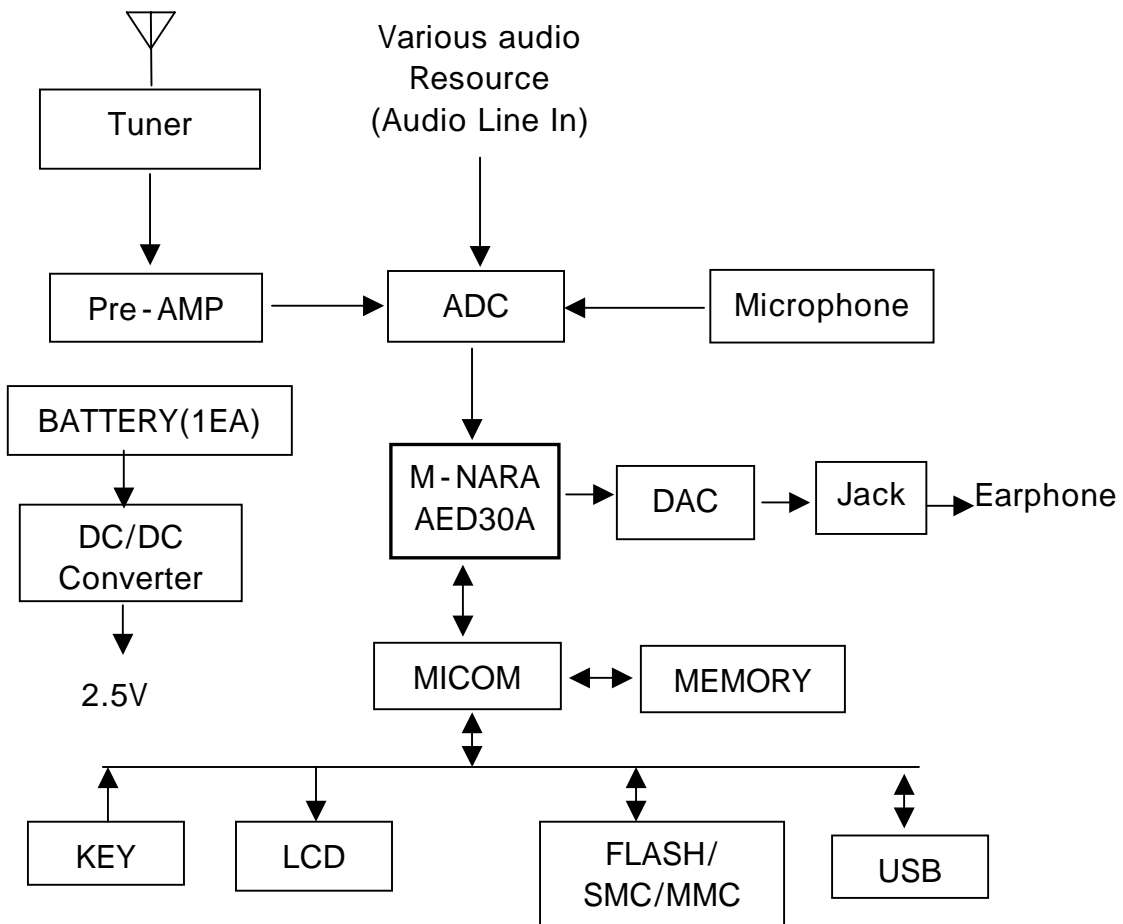 Various audio
Resource
(Audio Line In)
Tuner
Pre-AMP
ADC
Microphone
BATTERY(1EA)
M-NARA
AED30A
DAC
Jack
Earphone
DC/DC
Converter
2.5V
MICOM
MEMORY
KEY
LCD
FLASH/
SMC/MMC
USB